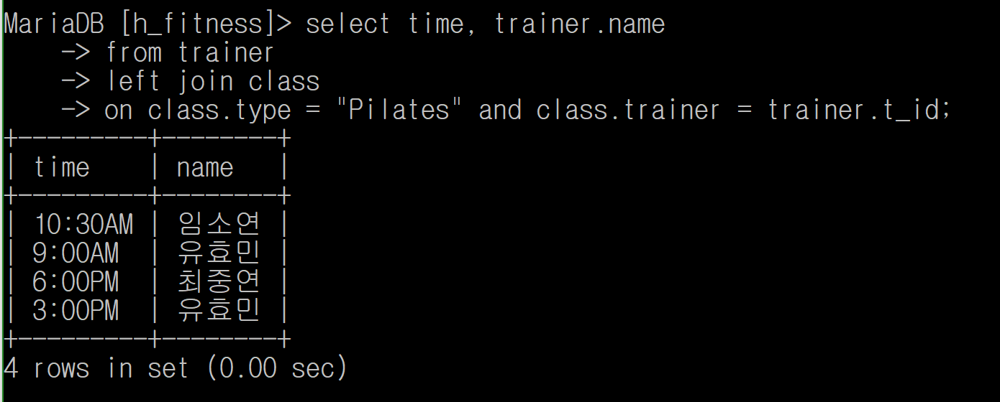 MariaDB [h_fitness]> select time, trainer.name
    -> from trainer
    -> left join class
    -> on class.type = "Pilates" and class.trainer = trainer.t_id;
+---------+--------+
| time    | name   |
+---------+--------+
| 10:30AM | 임소연 |
| 9:00AM  | 유효민 |
| 6:00PM  | 최중연 |
| 3:00PM  | 유효민 |
+---------+--------+
4 rows in set (0.00 sec)